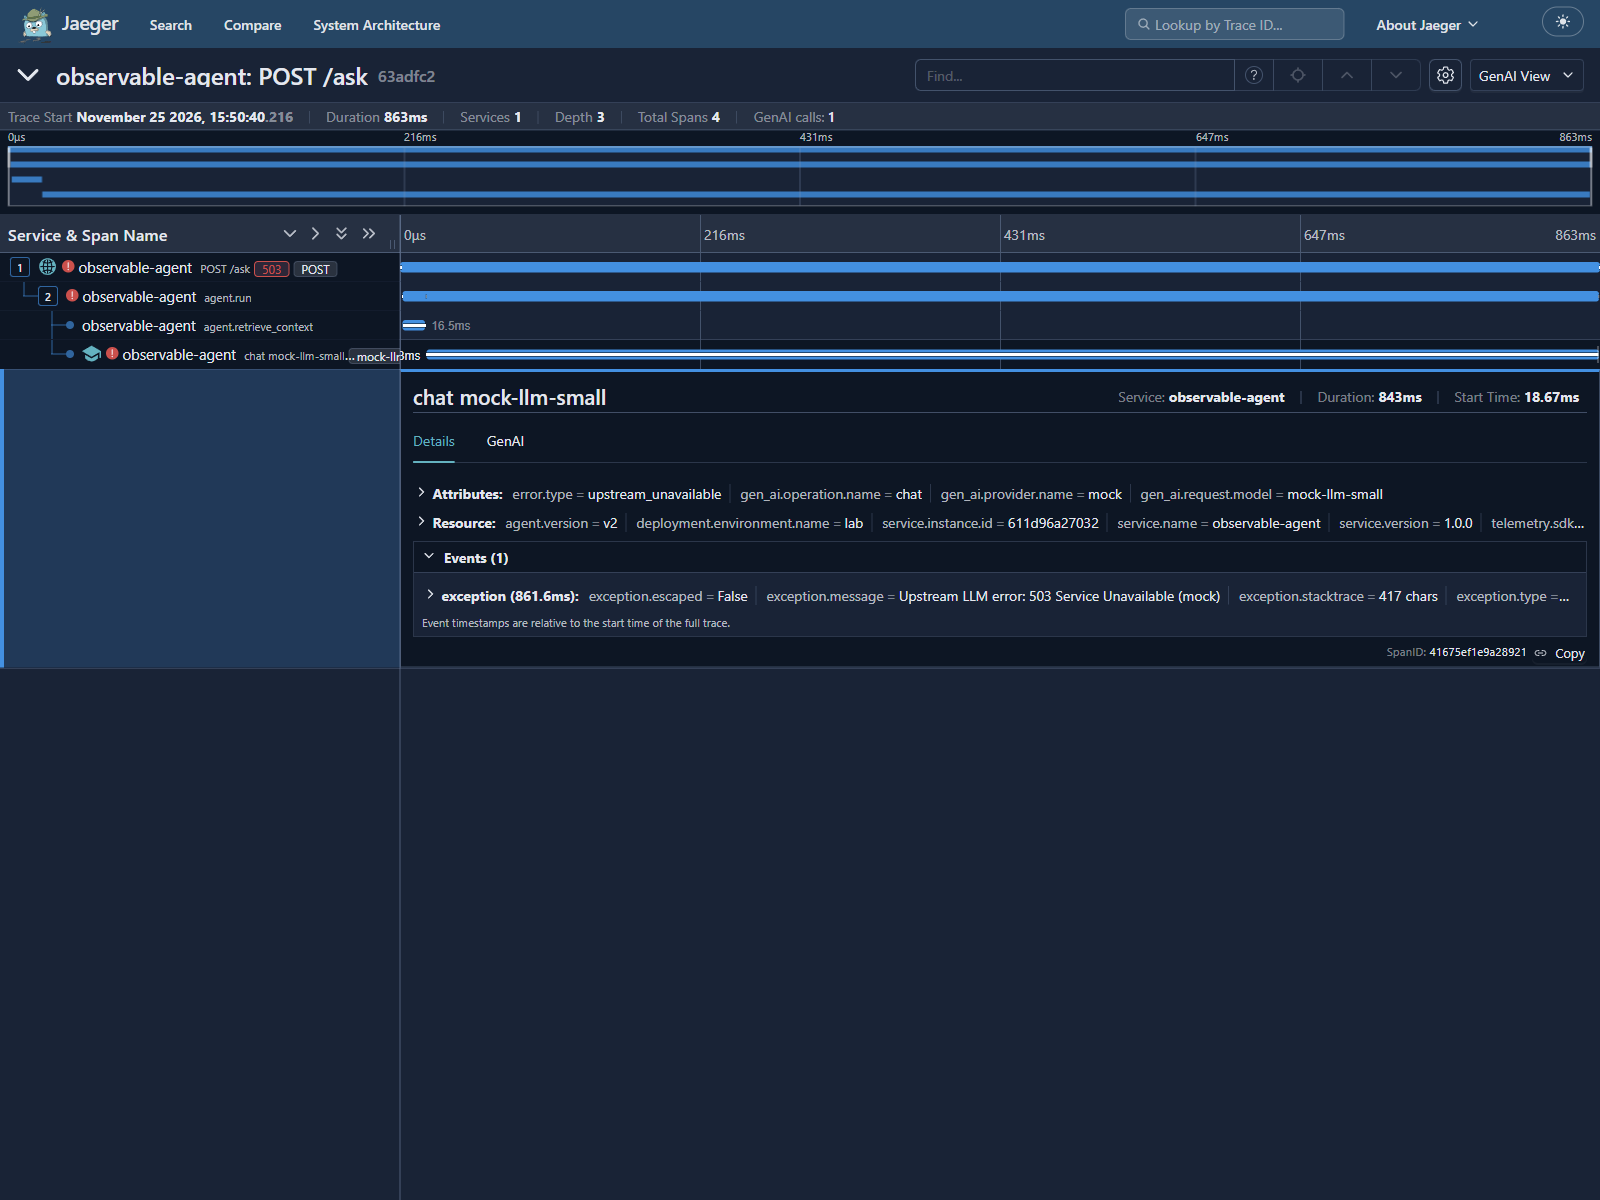 Jaeger Search Compare System Architecture Lookup by Trace ID... About Jaeger
observable-agent: POST /ask 63adfc2 Find... ? GenAI View
Trace Start November 25 2026, 15:50:40.216 Duration 863ms Services 1 Depth 3 Total Spans 4 GenAI calls: 1
0μs 216ms 431ms 647ms 863ms
Service & Span Name 0μs 216ms 431ms 647ms 863ms
1 observable-agent POST /ask 503 POST
2 observable-agent agent.run
observable-agent agent.retrieve_context 16.5ms
observable-agent chat mock-llm-small... mock-ll 3ms
chat mock-llm-small Service: observable-agent Duration: 843ms Start Time: 18.67ms
Details GenAI
Attributes: error.type = upstream_unavailable gen_ai.operation.name = chat gen_ai.provider.name = mock gen_ai.request.model = mock-llm-small
Resource: agent.version = v2 deployment.environment.name = lab service.instance.id = 611d96a27032 service.name = observable-agent service.version = 1.0.0 telemetry.sdk...
Events (1)
exception (861.6ms): exception.escaped = False exception.message = Upstream LLM error: 503 Service Unavailable (mock) exception.stacktrace = 417 chars exception.type =...
Event timestamps are relative to the start time of the full trace.
SpanID: 41675ef1e9a28921 Copy